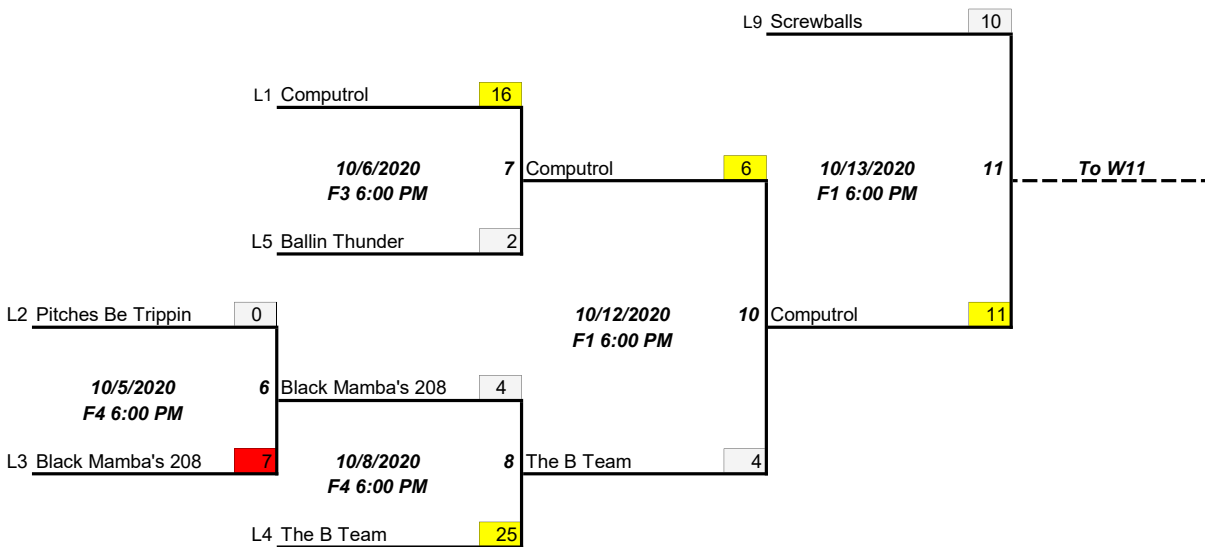 L9 Screwballs 10
L1 Computrol 16
10/6/2020 7 Computrol 6 10/13/2020 11 To W11
F3 6:00 PM F1 6:00 PM
L5 Ballin Thunder 2
L2 Pitches Be Trippin 0 10/12/2020 10 Computrol 11
F1 6:00 PM
10/5/2020 6 Black Mamba's 208 4
F4 6:00 PM
L3 Black Mamba's 208 7 10/8/2020 8 The B Team 4
F4 6:00 PM
L4 The B Team 25